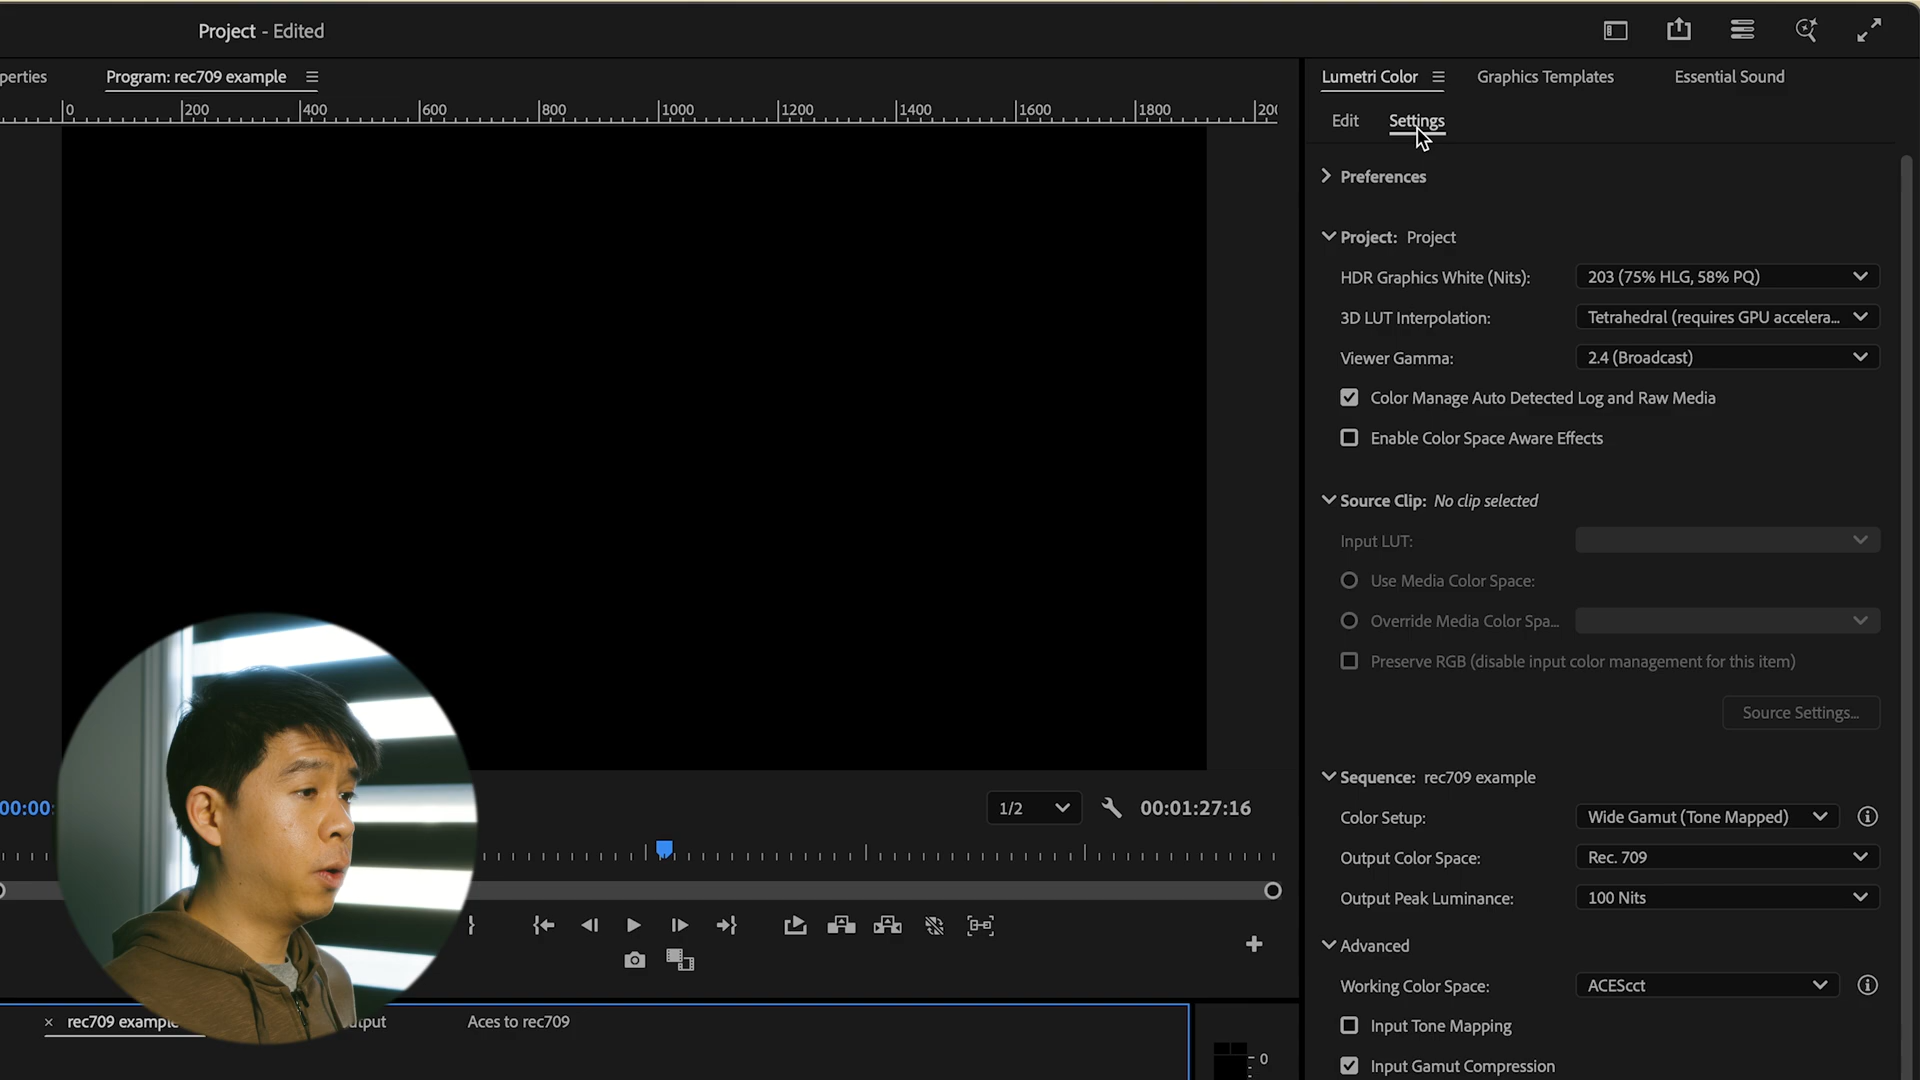 Project - Edited
perties
Program: rec709 example
0 200 400 600 800 1000 1200 1400 1600 1800 200
00:00:
1/2
00:01:27:16
rec709 example
utput
Aces to rec709
0
Lumetri Color
Graphics Templates
Essential Sound
Edit
Settings
Preferences
Project: Project
HDR Graphics White (Nits): 203 (75% HLG, 58% PQ)
3D LUT Interpolation: Tetrahedral (requires GPU accelera...
Viewer Gamma: 2.4 (Broadcast)
Color Manage Auto Detected Log and Raw Media
Enable Color Space Aware Effects
Source Clip: No clip selected
Input LUT:
Use Media Color Space:
Override Media Color Spa...
Preserve RGB (disable input color management for this item)
Source Settings...
Sequence: rec709 example
Color Setup: Wide Gamut (Tone Mapped)
Output Color Space: Rec. 709
Output Peak Luminance: 100 Nits
Advanced
Working Color Space: ACEScct
Input Tone Mapping
Input Gamut Compression